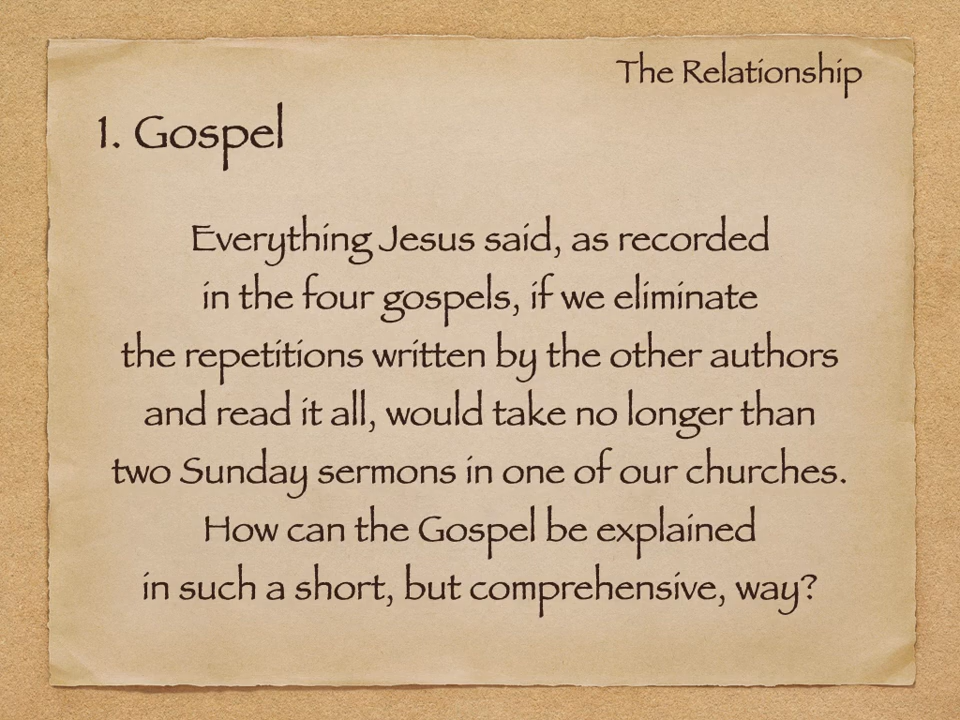 The Relationship
1. Gospel
Everything Jesus said, as recorded
in the four gospels, if we eliminate
the repetitions written by the other authors
and read it all, would take no longer than
two Sunday sermons in one of our churches.
How can the Gospel be explained
in such a short, but comprehensive, way?